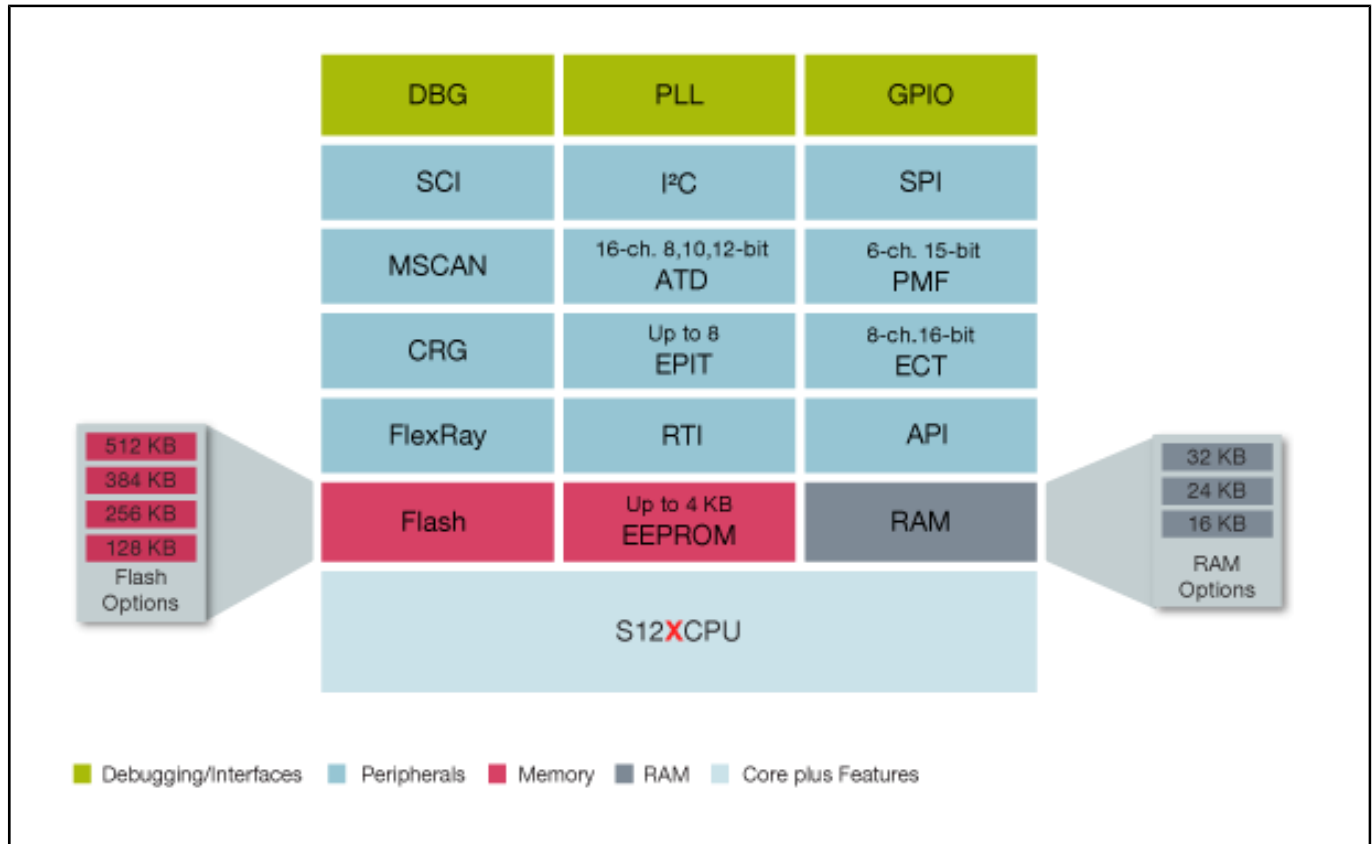 DBG
PLL
GPIO
SCI
I²C
SPI
MSCAN
16-ch. 8,10,12-bit
ATD
6-ch. 15-bit
PMF
CRG
Up to 8
EPIT
8-ch.16-bit
ECT
FlexRay
RTI
API
512 KB
384 KB
256 KB
128 KB
Flash
Options
Flash
Up to 4 KB
EEPROM
RAM
32 KB
24 KB
16 KB
RAM
Options
S12XCPU
Debugging/Interfaces
Peripherals
Memory
RAM
Core plus Features